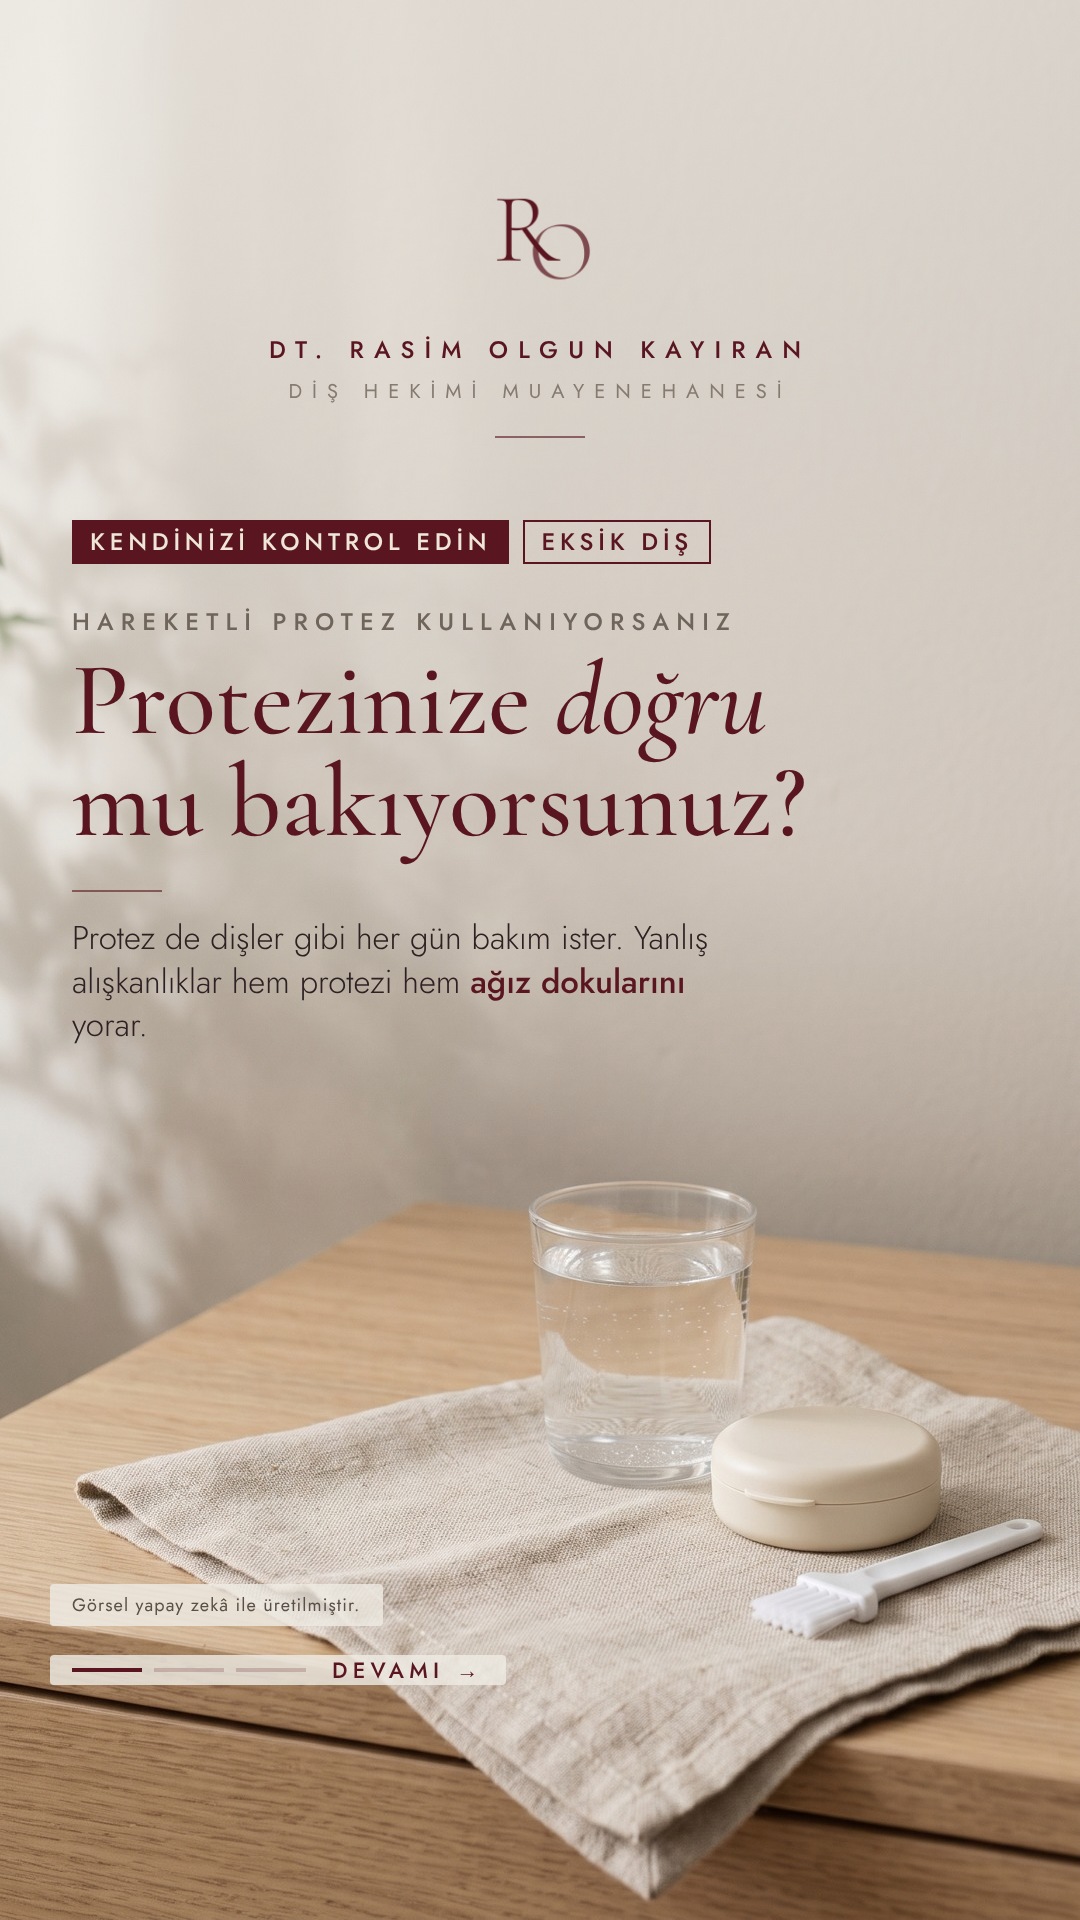 RO
DT. RASİM OLGUN KAYIRAN
DİŞ HEKİMİ MUAYENEHANESİ
KENDİNİZİ KONTROL EDİN
EKSİK DİŞ
HAREKETLİ PROTEZ KULLANIYORSANIZ
Protezinize doğru
mu bakıyorsunuz?
Protez de dişler gibi her gün bakım ister. Yanlış
alışkanlıklar hem protezi hem ağız dokularını
yorar.
Görsel yapay zekâ ile üretilmiştir.
DEVAMI →